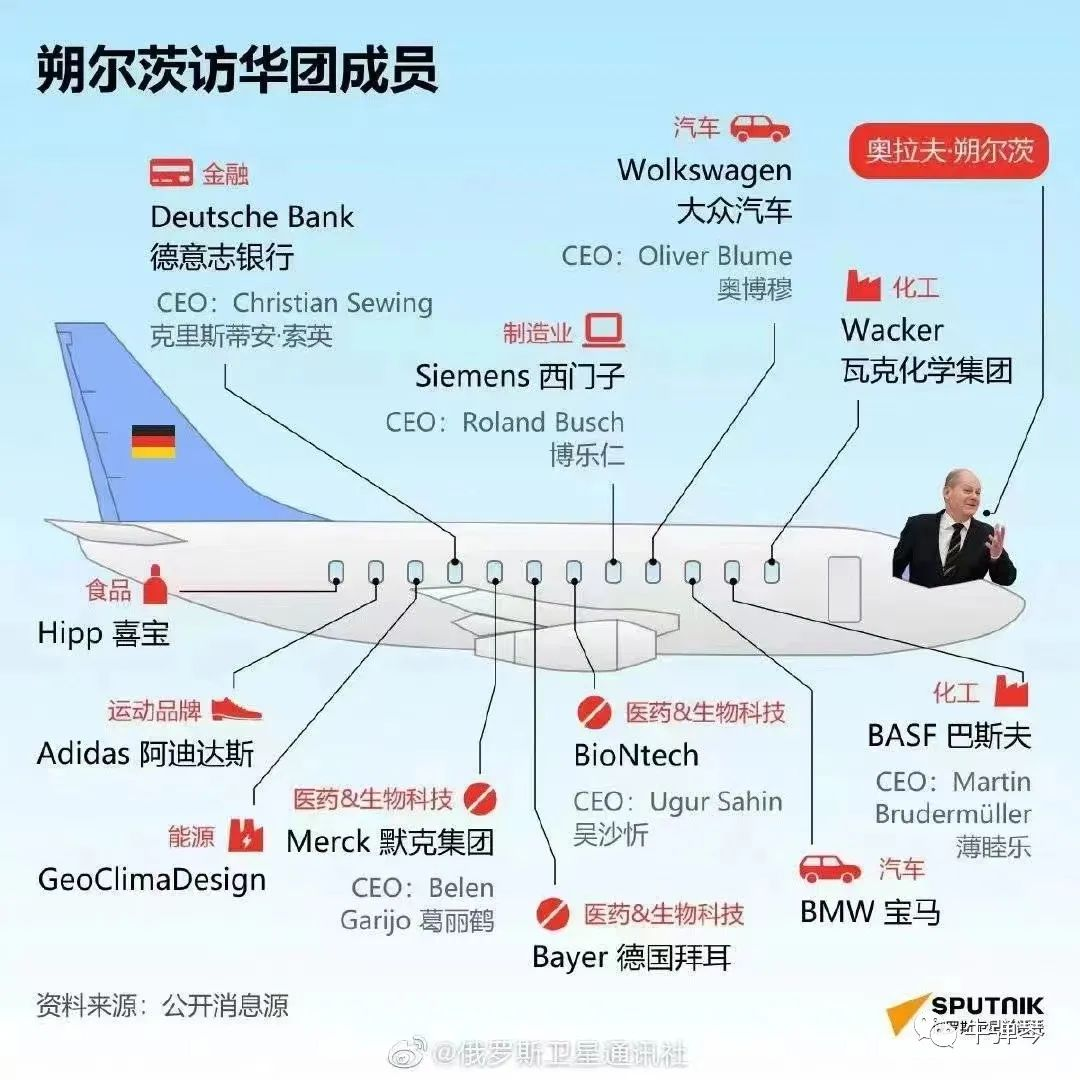 朔尔茨访华团成员
金融
Deutsche Bank
德意志银行
CEO：Christian Sewing
克里斯蒂安·索英
制造业
Siemens 西门子
CEO：Roland Busch
博乐仁
汽车
Wolkswagen
大众汽车
CEO：Oliver Blume
奥博穆
化工
Wacker
瓦克化学集团
奥拉夫·朔尔茨
食品
Hipp 喜宝
运动品牌
Adidas 阿迪达斯
能源
GeoClimaDesign
医药&生物科技
Merck 默克集团
CEO：Belen
Garijo 葛丽鹤
医药&生物科技
Bayer 德国拜耳
医药&生物科技
BioNtech
CEO：Ugur Sahin
吴沙忻
汽车
BMW 宝马
化工
BASF 巴斯夫
CEO：Martin
Brudermüller
薄睦乐
资料来源：公开消息源
SPUTNIK
牛弹琴
@俄罗斯卫星通讯社